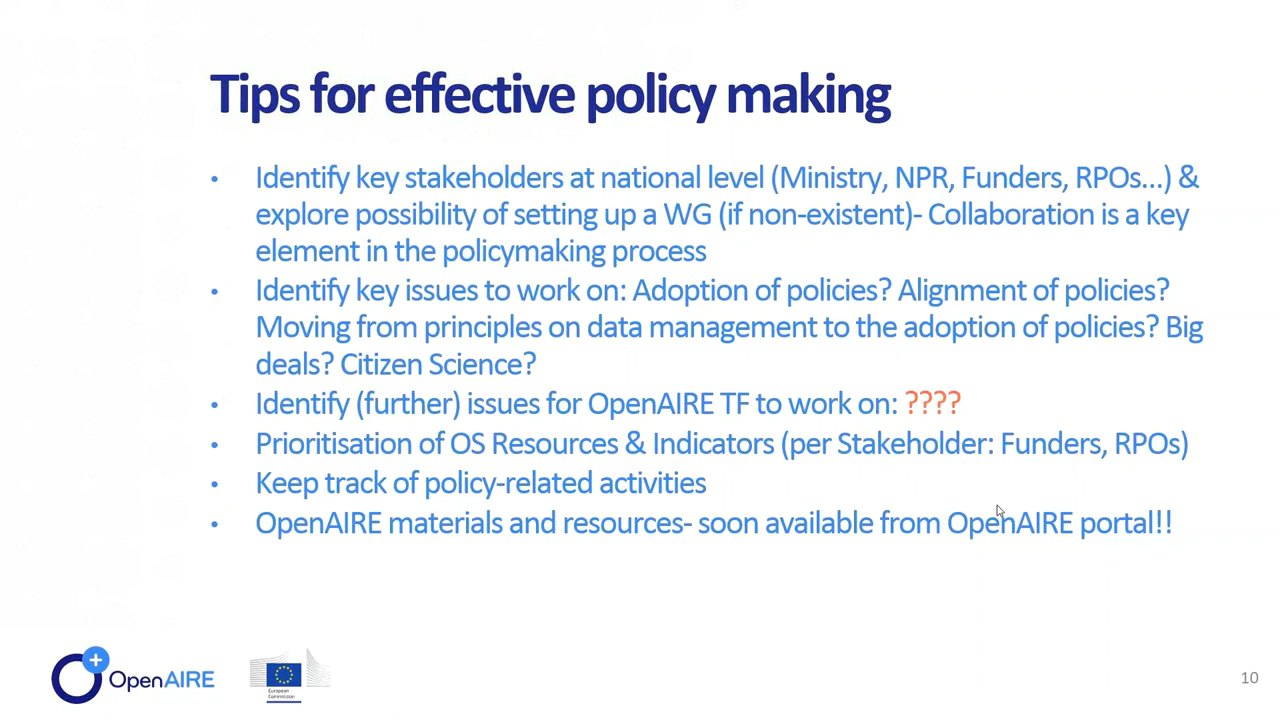 Tips for effective policy making
• Identify key stakeholders at national level (Ministry, NPR, Funders, RPOs...) &
explore possibility of setting up a WG (if non-existent)- Collaboration is a key
element in the policymaking process
• Identify key issues to work on: Adoption of policies? Alignment of policies?
Moving from principles on data management to the adoption of policies? Big
deals? Citizen Science?
• Identify (further) issues for OpenAIRE TF to work on: ????
• Prioritisation of OS Resources & Indicators (per Stakeholder: Funders, RPOs)
• Keep track of policy-related activities
• OpenAIRE materials and resources- soon available from OpenAIRE portal!!
OpenAIRE
European
Commission
10